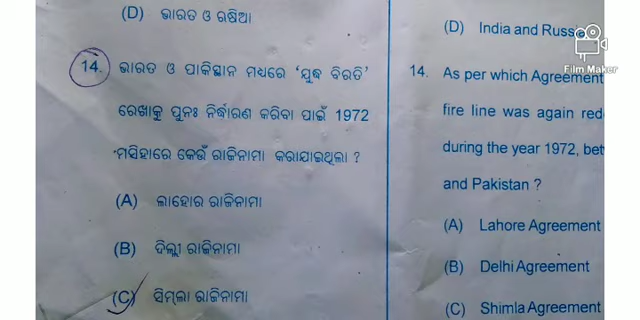 (D) ଭାରତ ଓ ଋଷିଆ
14. ଭାରତ ଓ ପାକିସ୍ଥାନ ମଧ୍ୟରେ ‘ଯୁଦ୍ଧ ବିରତି’
ରେଖାକୁ ପୁନଃ ନିର୍ଦ୍ଧାରଣ କରିବା ପାଇଁ 1972
ମସିହାରେ କେଉଁ ରାଜିନାମା କରାଯାଇଥିଲା ?
(A) ଲାହୋର ରାଜିନାମା
(B) ଦିଲ୍ଲୀ ରାଜିନାମା
(C) ସିମ୍‌ଲା ରାଜିନାମା
(D) India and Russ
Film Maker
14. As per which Agreement
fire line was again red
during the year 1972, bet
and Pakistan ?
(A) Lahore Agreement
(B) Delhi Agreement
(C) Shimla Agreement